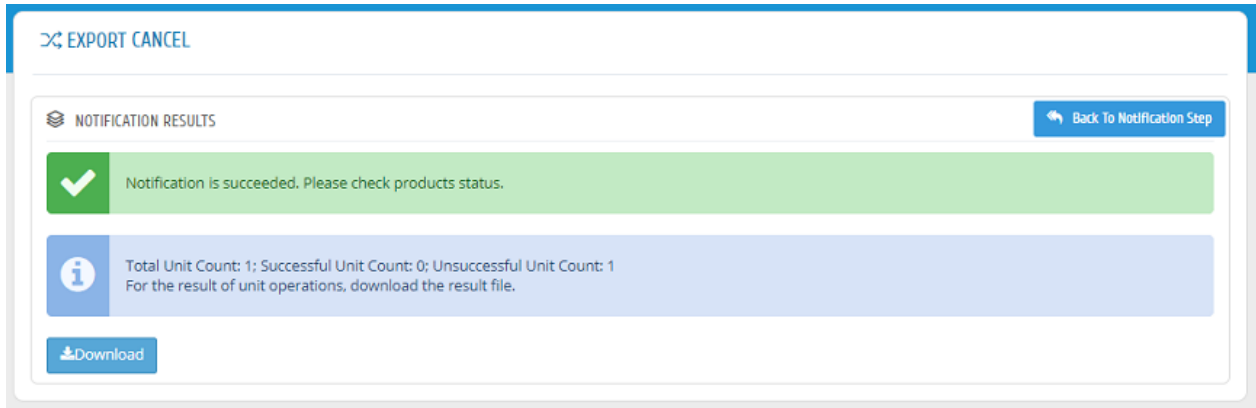 EXPORT CANCEL
NOTIFICATION RESULTS
Back To Notification Step
Notification is succeeded. Please check products status.
Total Unit Count: 1; Successful Unit Count: 0; Unsuccessful Unit Count: 1
For the result of unit operations, download the result file.
Download